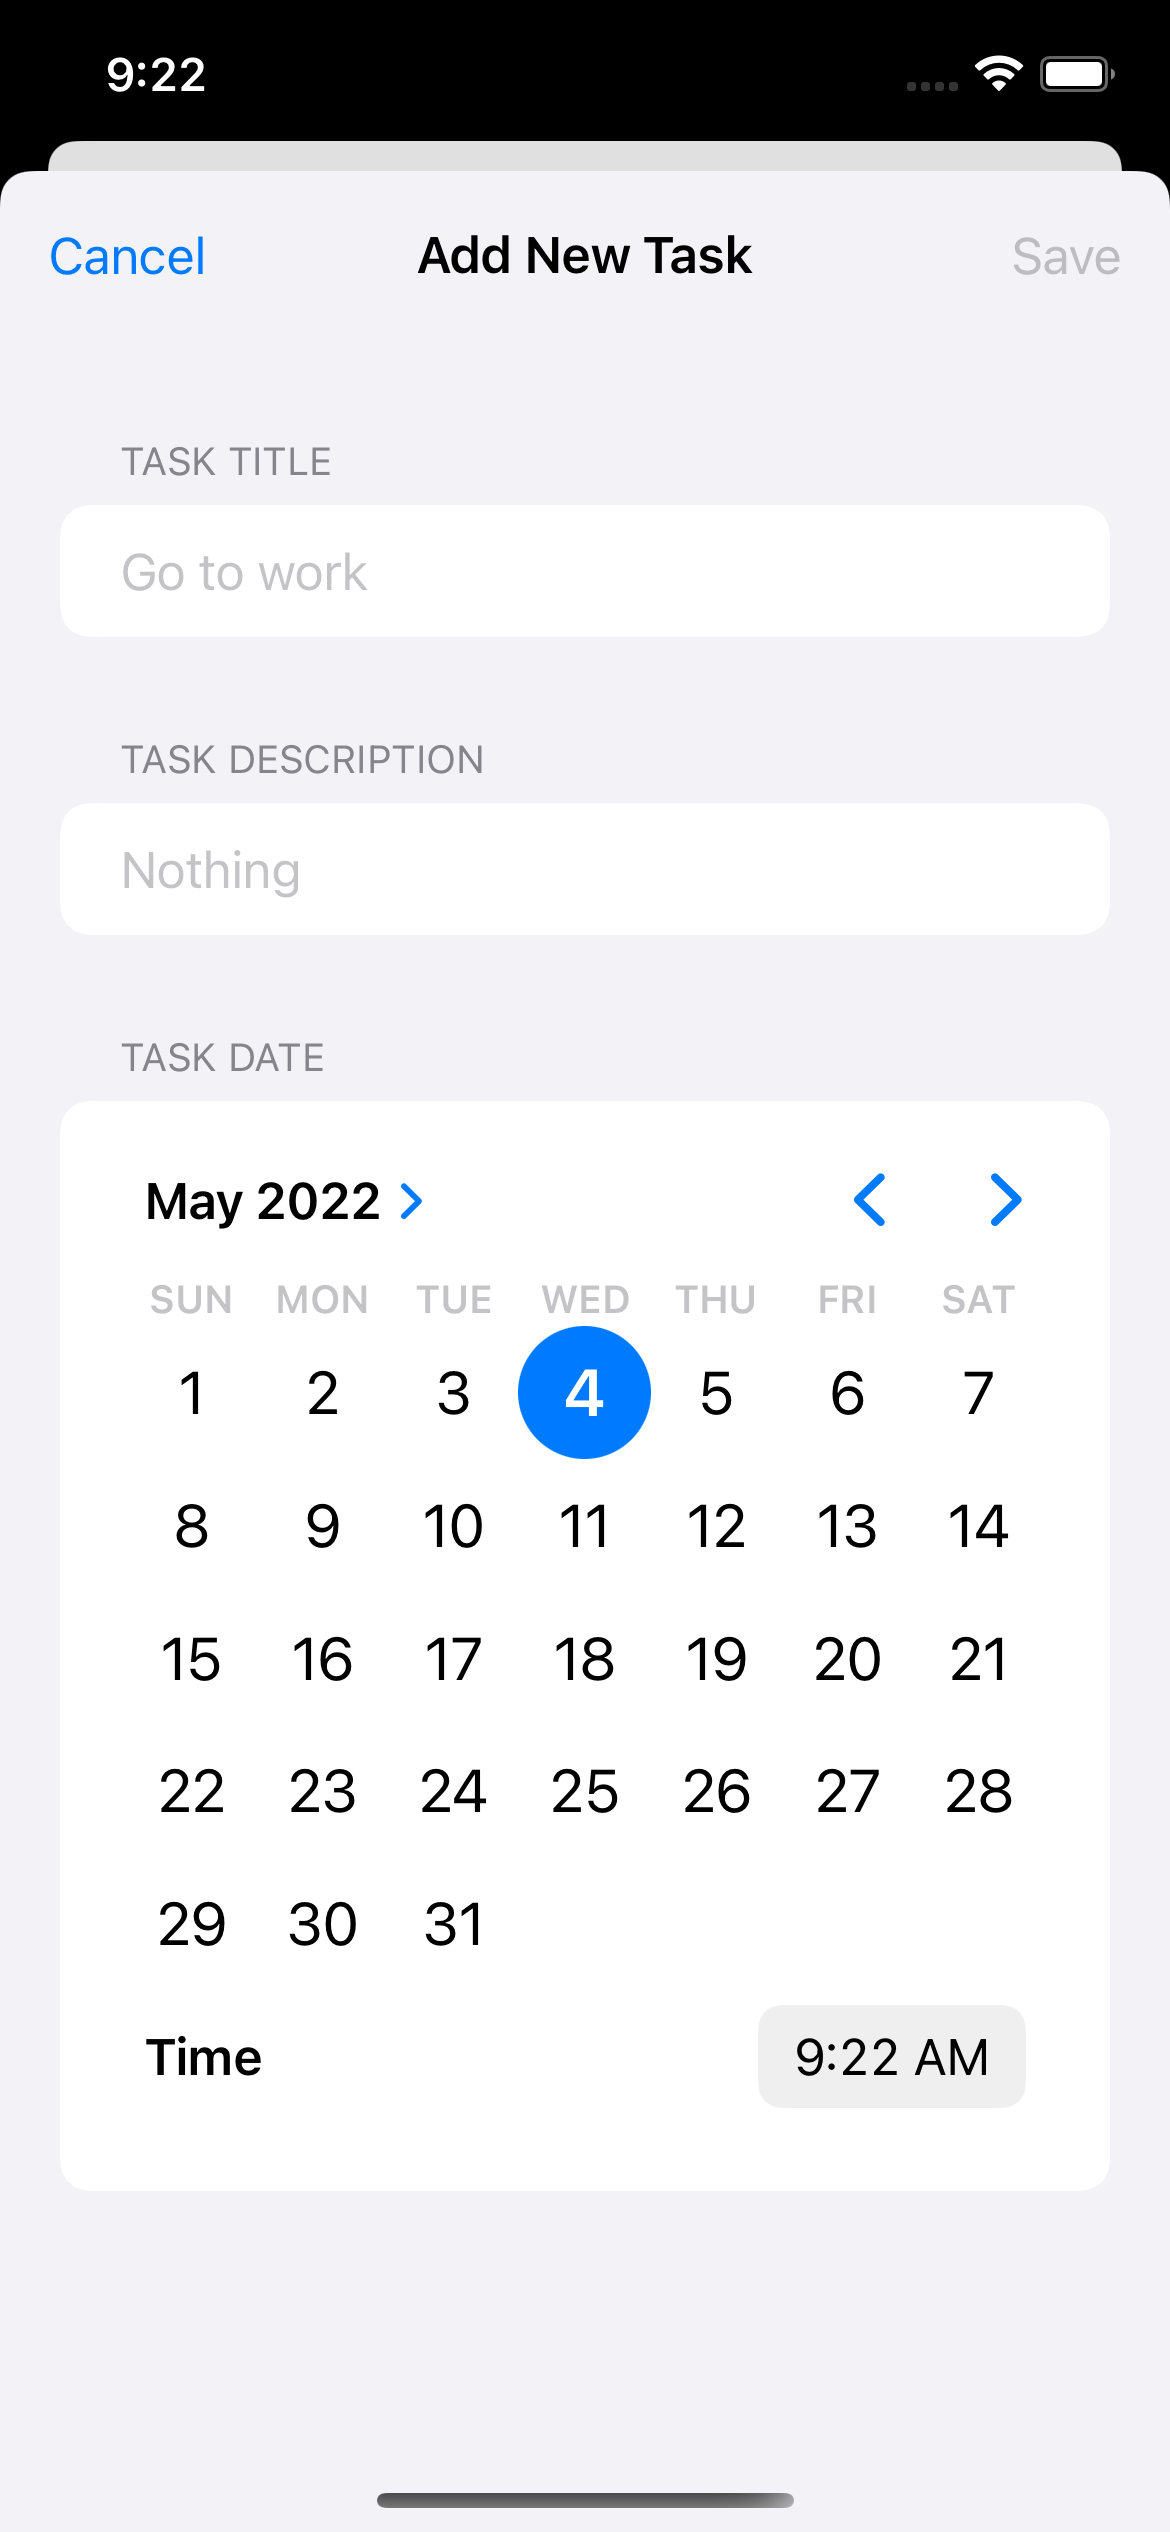 9:22
Cancel Add New Task Save
TASK TITLE
Go to work
TASK DESCRIPTION
Nothing
TASK DATE
May 2022
SUN MON TUE WED THU FRI SAT
1 2 3 4 5 6 7
8 9 10 11 12 13 14
15 16 17 18 19 20 21
22 23 24 25 26 27 28
29 30 31
Time 9:22 AM